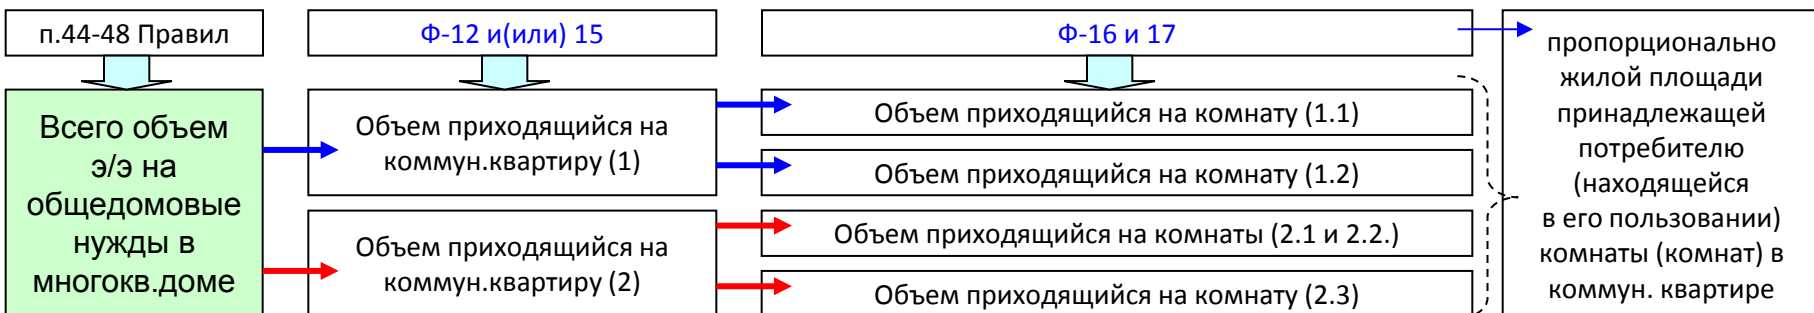 п.44-48 Правил
Ф-12 и(или) 15
Ф-16 и 17
Всего объем
э/э на
общедомовые
нужды в
многокв.доме
Объем приходящийся на
коммун.квартиру (1)
Объем приходящийся на
коммун.квартиру (2)
Объем приходящийся на комнату (1.1)
Объем приходящийся на комнату (1.2)
Объем приходящийся на комнаты (2.1 и 2.2.)
Объем приходящийся на комнату (2.3)
пропорционально
жилой площади
принадлежащей
потребителю
(находящейся
в его пользовании)
комнаты (комнат) в
коммун. квартире